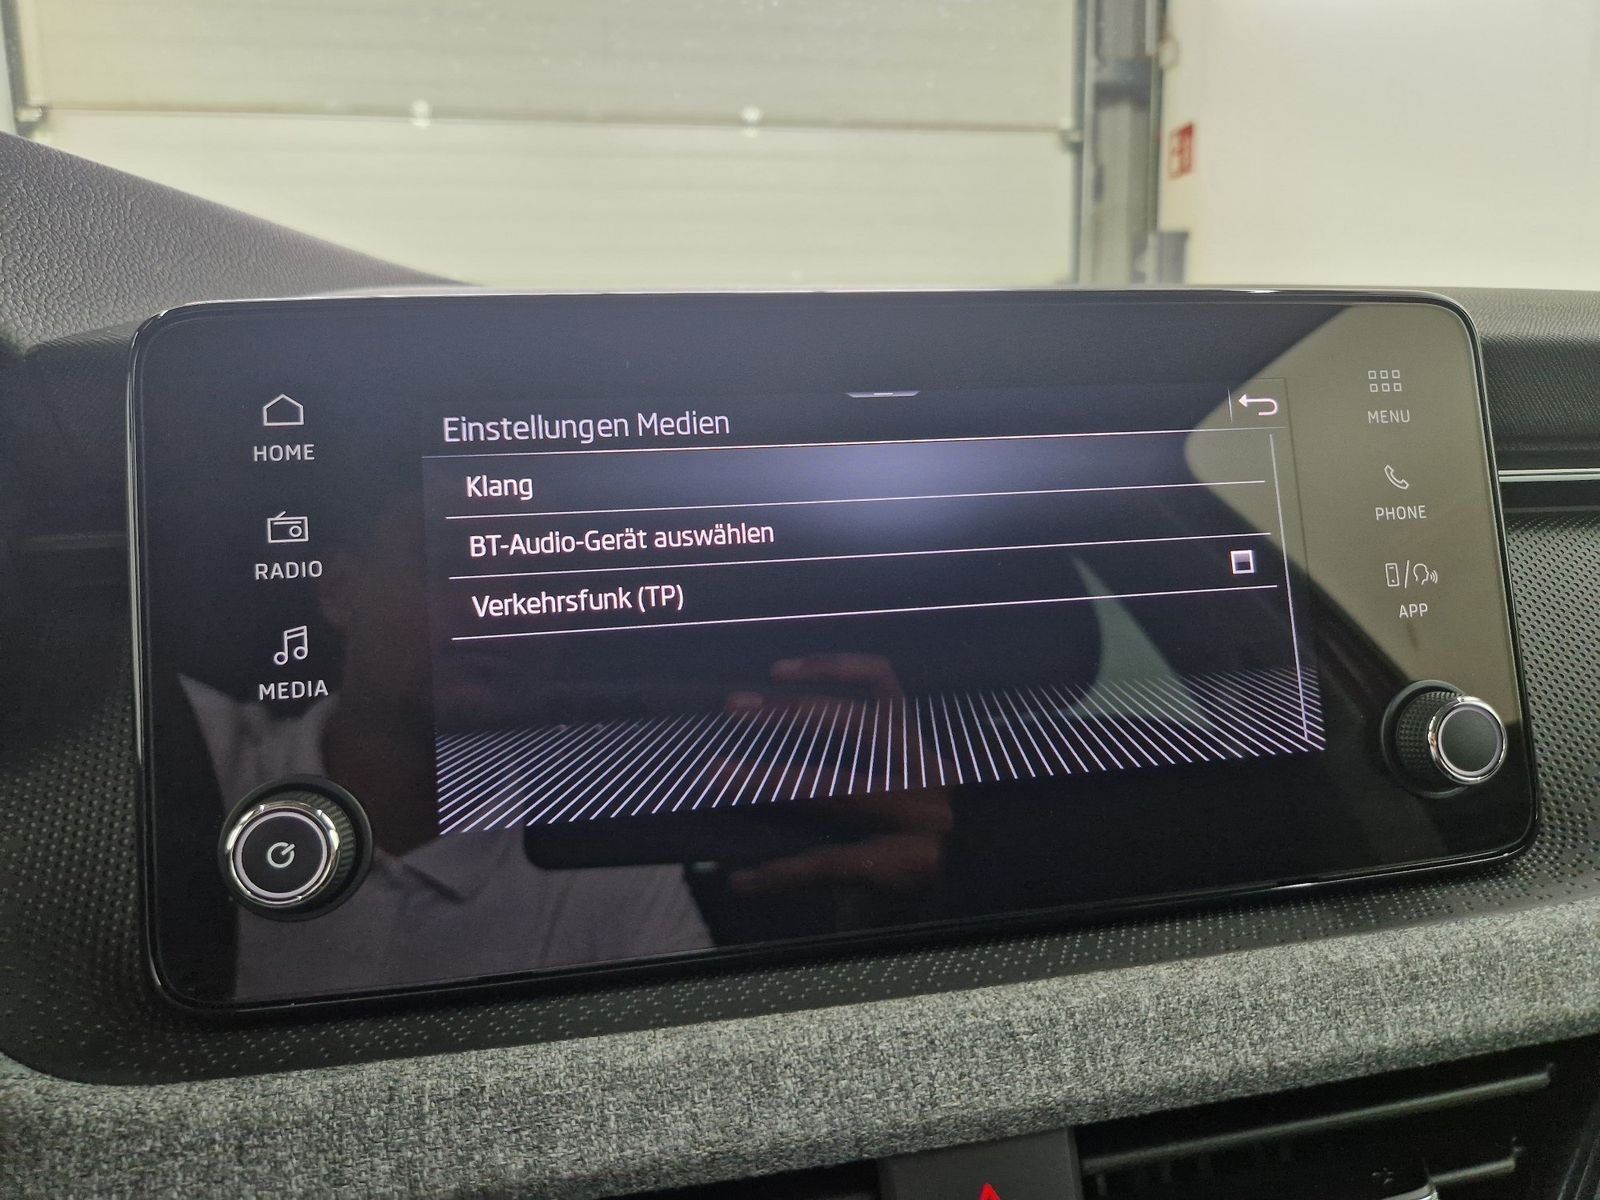 HOME
RADIO
MEDIA
Einstellungen Medien
Klang
BT-Audio-Gerät auswählen
Verkehrsfunk (TP)
MENU
PHONE
APP